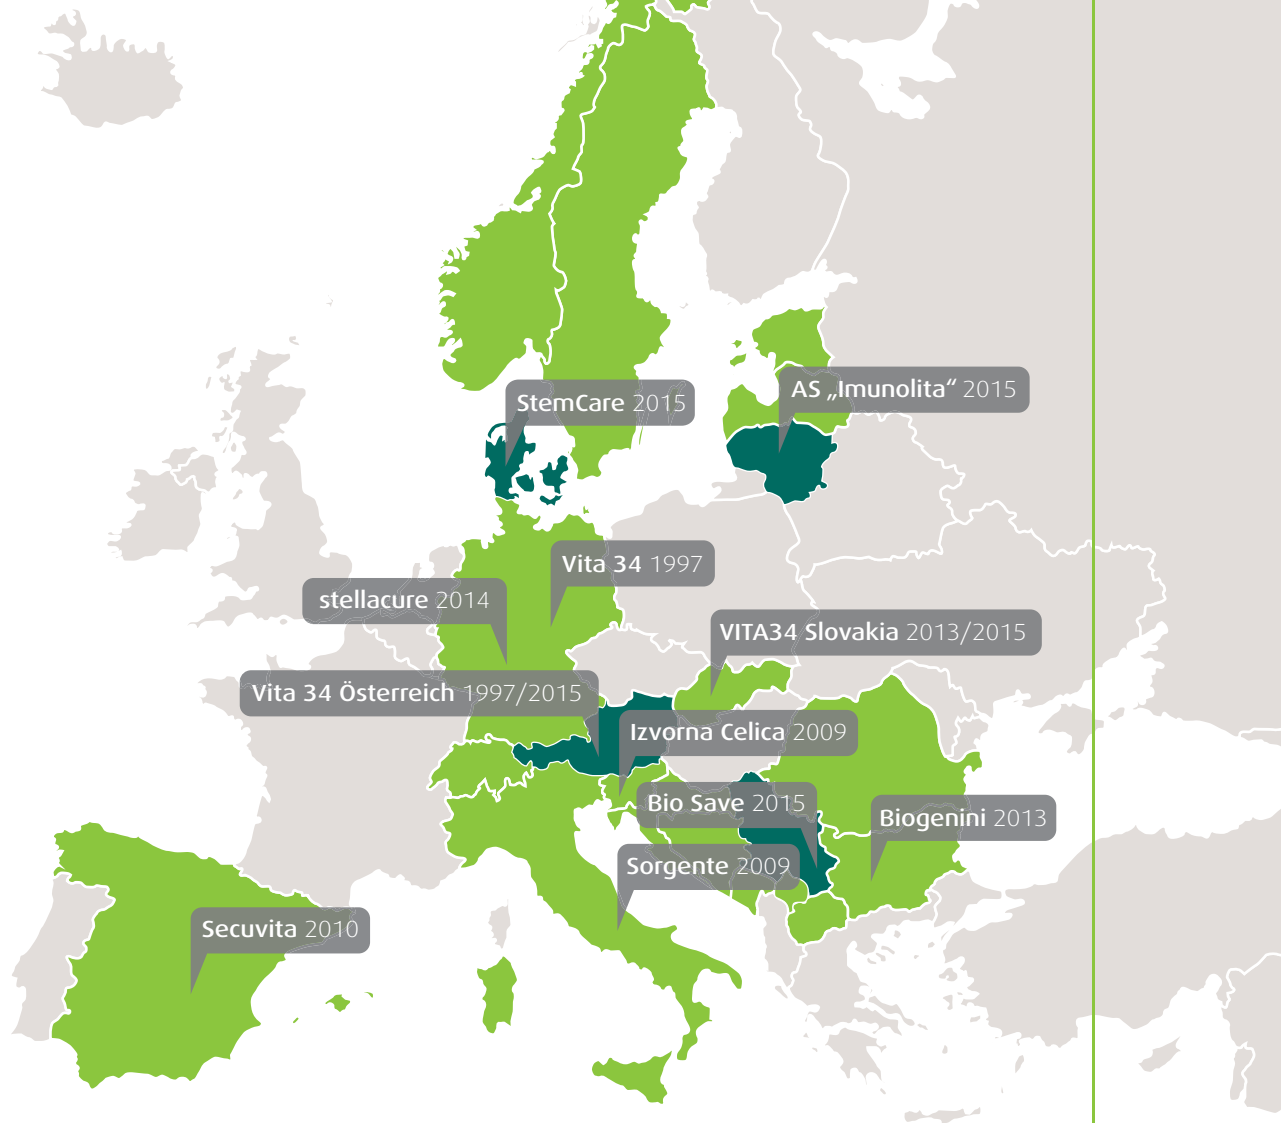 AS „Imunolita“ 2015
StemCare 2015
Vita 34 1997
stellacure 2014
VITA34 Slovakia 2013/2015
Vita 34 Österreich 1997/2015
Izvorna Celica 2009
Bio Save 2015
Biogenini 2013
Sorgente 2009
Secuvita 2010